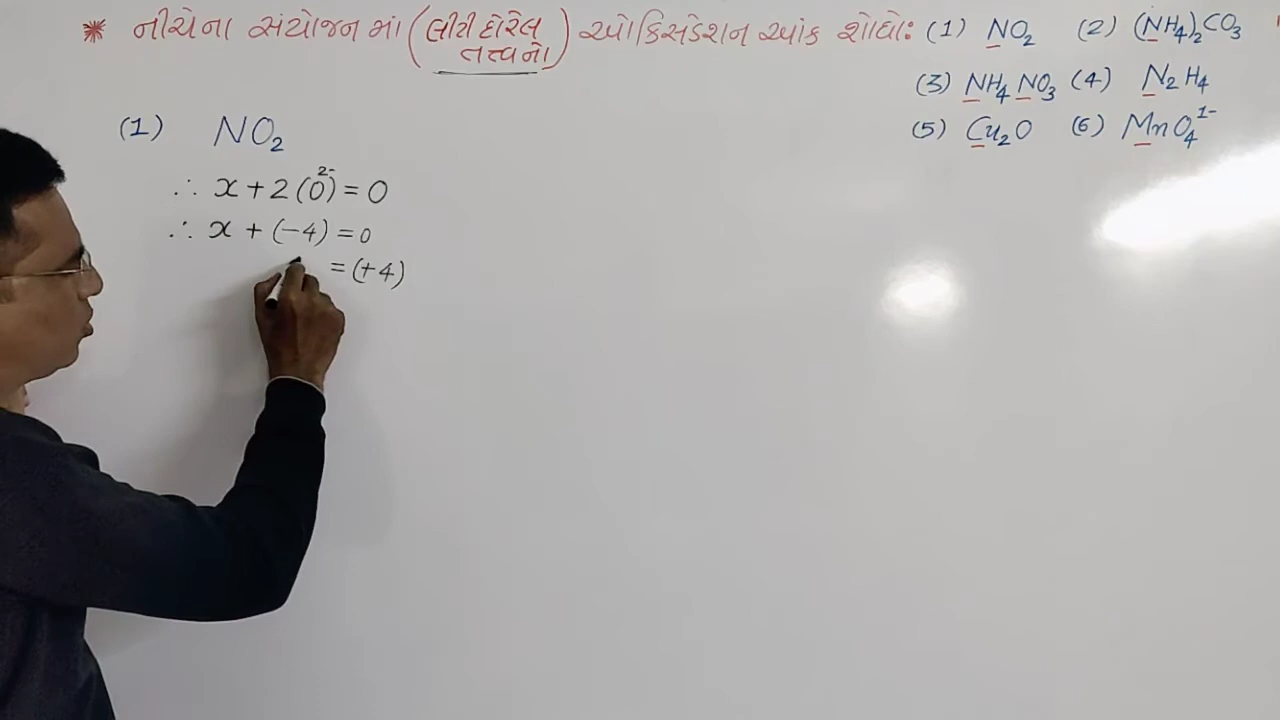 * નીચેના સંયોજન માં (લીટી દોરેલ તત્વનો) ઓકિસડેશન આંક શોધો: (1) NO₂ (2) (NH₄)₂CO₃
(3) NH₄NO₃ (4) N₂H₄
(5) Cu₂O (6) MnO₄¹⁻
(1) NO₂
∴ x + 2 (O²⁻) = 0
∴ x + (−4) = 0
= (+4)